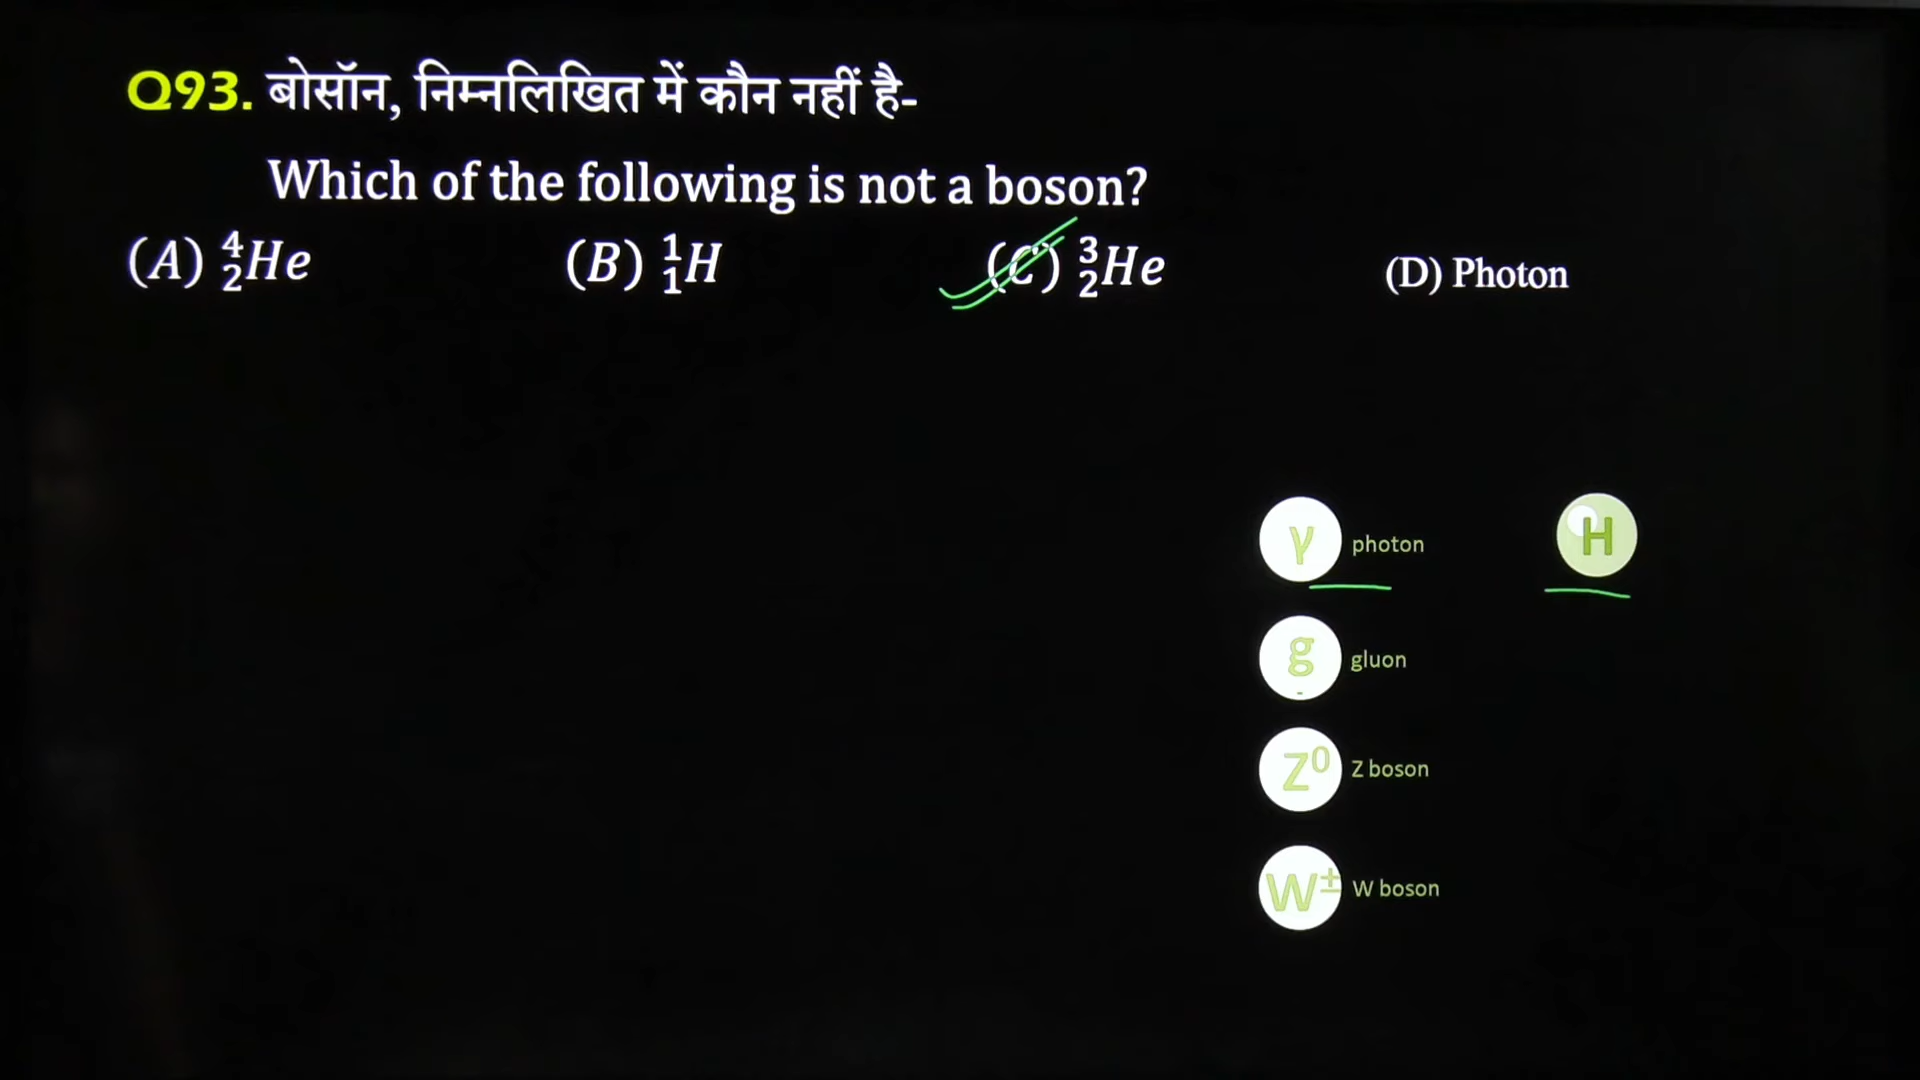 Q93. बोसॉन, निम्नलिखित में कौन नहीं है-
Which of the following is not a boson?
(A) ⁴₂He (B) ¹₁H (C) ³₂He (D) Photon
γ photon H
g gluon
Z⁰ Z boson
W± W boson